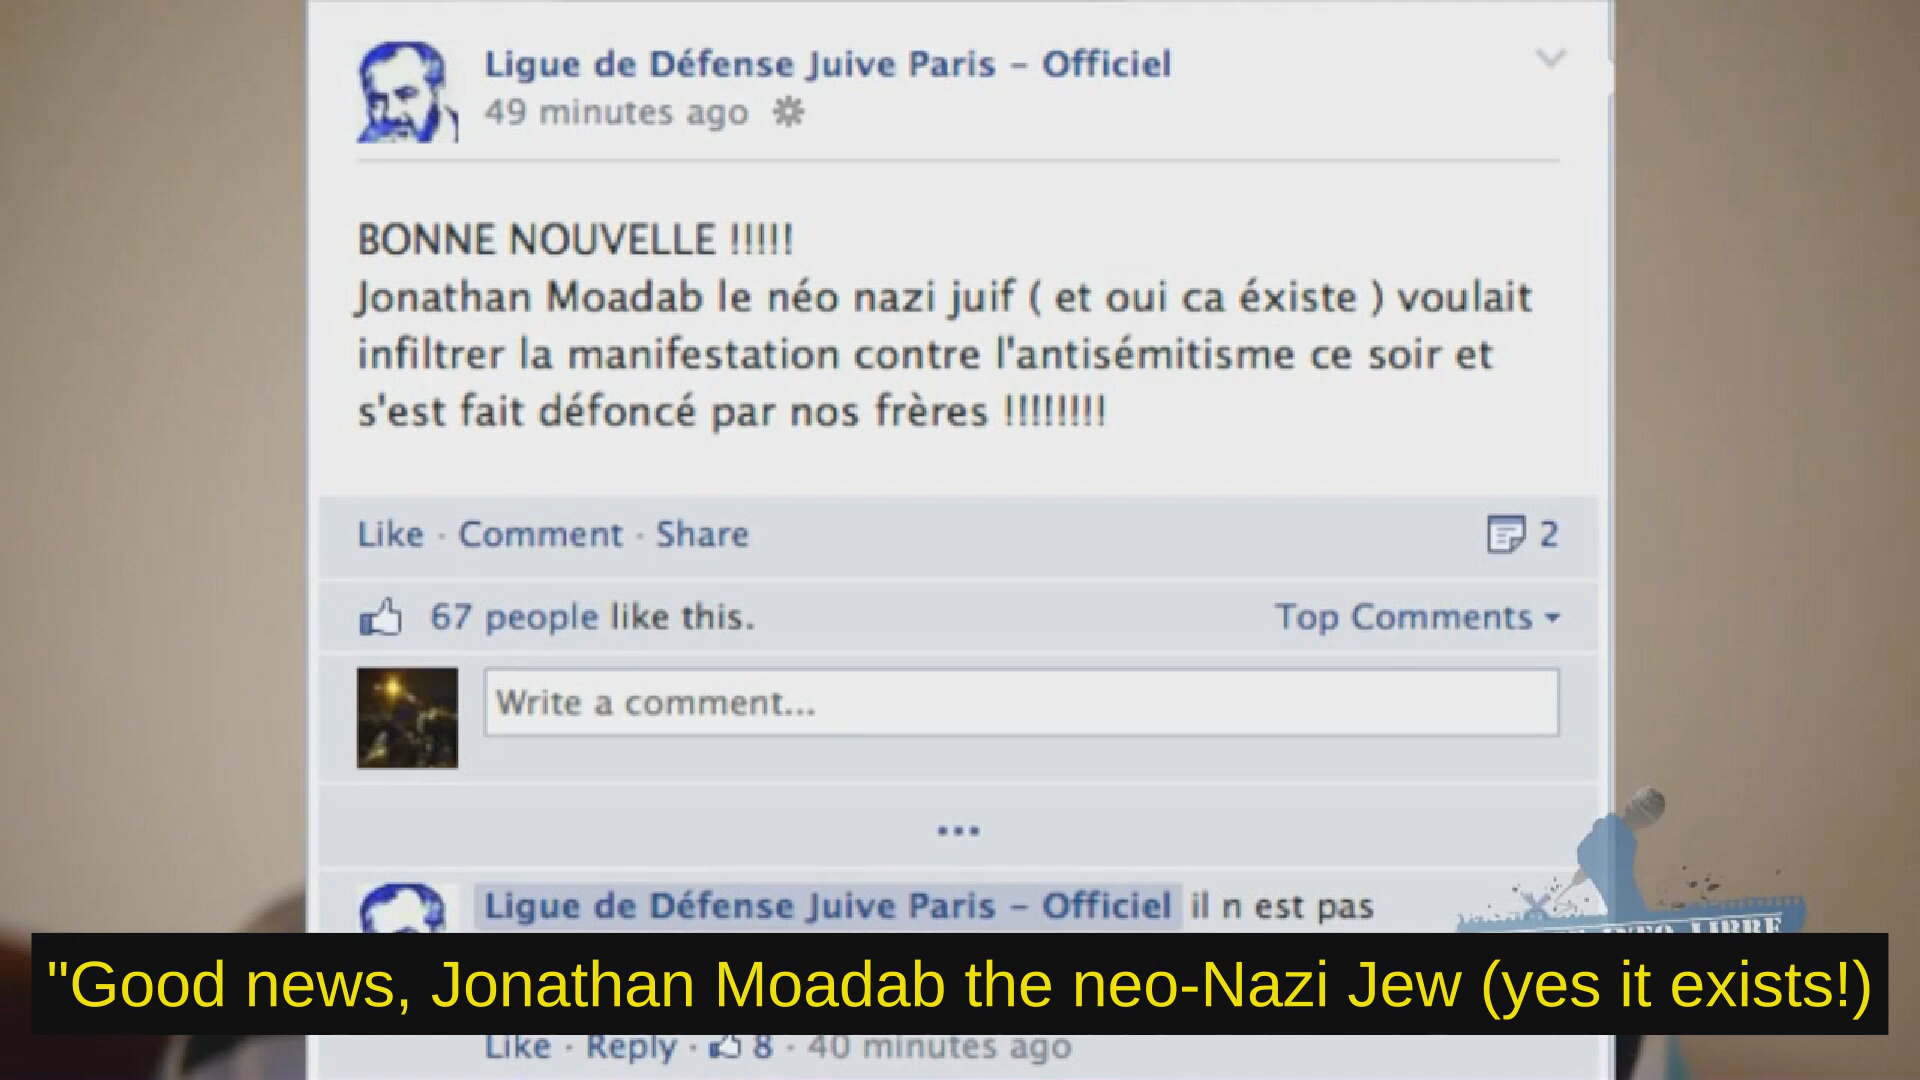 Ligue de Défense Juive Paris – Officiel
49 minutes ago
BONNE NOUVELLE !!!!!
Jonathan Moadab le néo nazi juif ( et oui ca éxiste ) voulait
infiltrer la manifestation contre l'antisémitisme ce soir et
s'est fait défoncé par nos frères !!!!!!!!
Like · Comment · Share 2
67 people like this. Top Comments
Write a comment...
...
Ligue de Défense Juive Paris – Officiel il n est pas
LIBRE
"Good news, Jonathan Moadab the neo-Nazi Jew (yes it exists!)
Like · Reply · 8 · 40 minutes ago